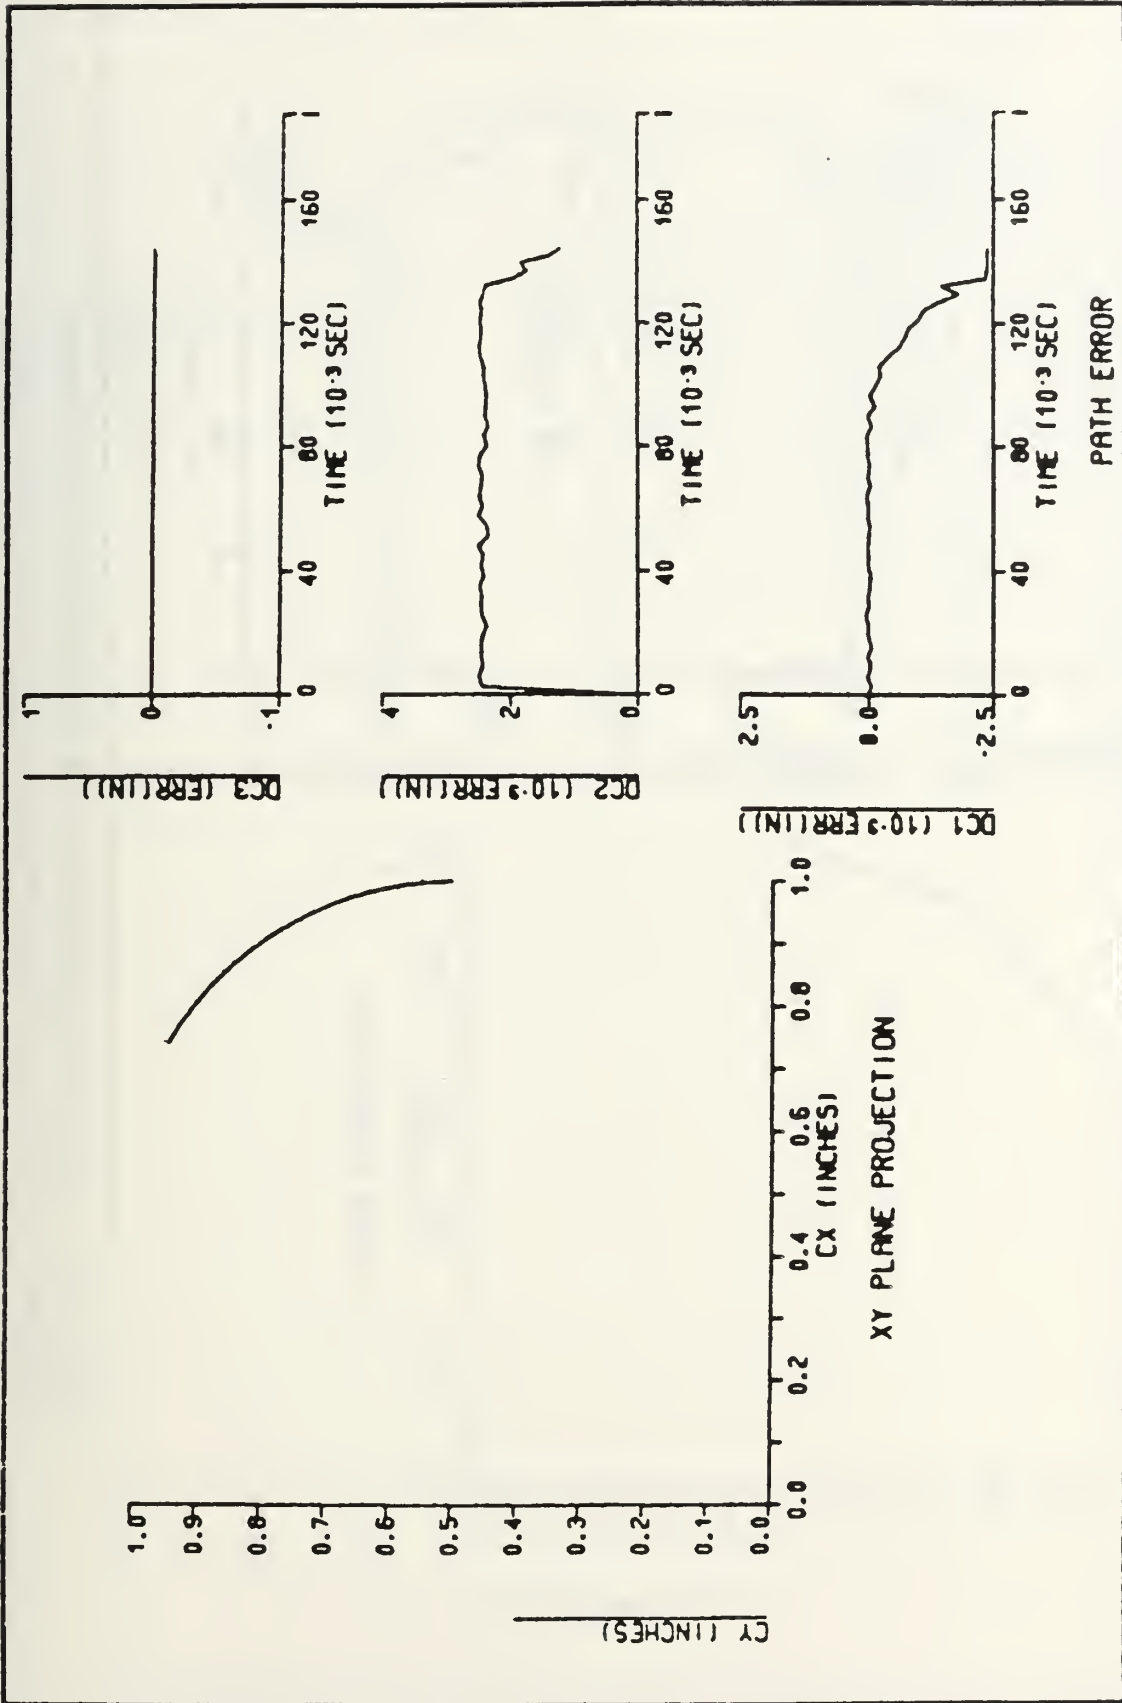 CY (INCHES)
1.0
0.9
0.8
0.7
0.6
0.5
0.4
0.3
0.2
0.1
0.0
0.0 0.2 0.4 0.6 0.8 1.0
CX (INCHES)
XY PLANE PROJECTION
DC3 (ERR(IN))
1
0
-1
0 40 80 120 160
TIME (10⁻³ SEC)
DC2 (10⁻³ ERR(IN))
4
2
0
0 40 80 120 160
TIME (10⁻³ SEC)
DC1 (10⁻³ ERR(IN))
2.5
0.0
-2.5
0 40 80 120 160
TIME (10⁻³ SEC)
PATH ERROR